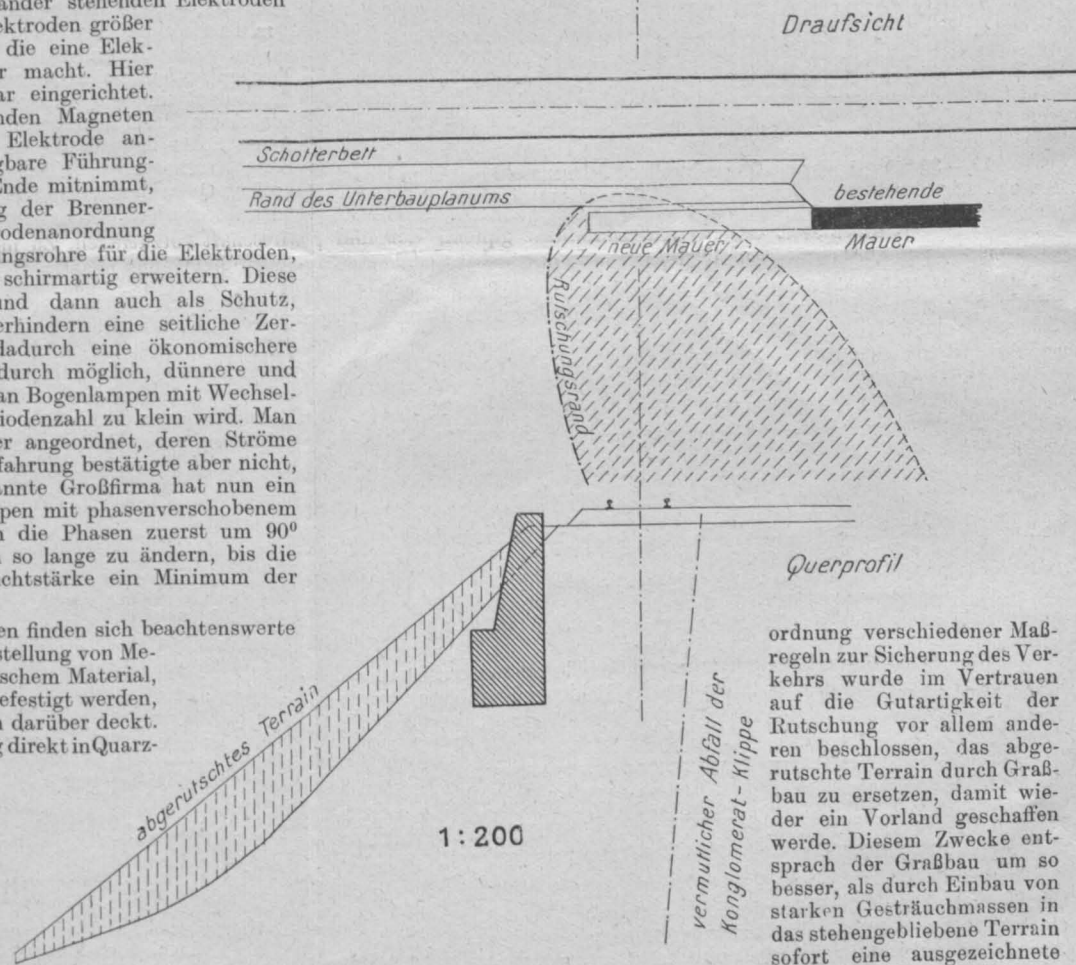 ander stehenden Elektroden
ektroden größer
die eine Elek-
r macht. Hier
ar eingerichtet.
nden Magneten
Elektrode an-
gbare Führung-
Ende mitnimmt,
g der Brenner-
odenanordnung
ngsrohre für die Elektroden,
schirmartig erweitern. Diese
und dann auch als Schutz,
erhindern eine seitliche Zer-
dadurch eine ökonomischere
durch möglich, dünnere und
an Bogenlampen mit Wechsel-
iodenzahl zu klein wird. Man
er angeordnet, deren Ströme
fahrung bestätigte aber nicht,
annte Großfirma hat nun ein
pen mit phasenverschobenem
n die Phasen zuerst um 90⁰
so lange zu ändern, bis die
chtstärke ein Minimum der
en finden sich beachtenswerte
stellung von Me-
schem Material,
efestigt werden,
n darüber deckt.
g direkt in Quarz-
Draufsicht
Schotterbett
Rand des Unterbauplanums
bestehende
Mauer
neue Mauer
Rutschungsrand
Querprofil
abgerutschtes Terrain
1:200
vermutlicher Abfall der
Konglomerat-Klippe
ordnung verschiedener Maß-
regeln zur Sicherung des Ver-
kehrs wurde im Vertrauen
auf die Gutartigkeit der
Rutschung vor allem ande-
ren beschlossen, das abge-
rutschte Terrain durch Graß-
bau zu ersetzen, damit wie-
der ein Vorland geschaffen
werde. Diesem Zwecke ent-
sprach der Graßbau um so
besser, als durch Einbau von
starken Gesträuchmassen in
das stehengebliebene Terrain
sofort eine ausgezeichnete